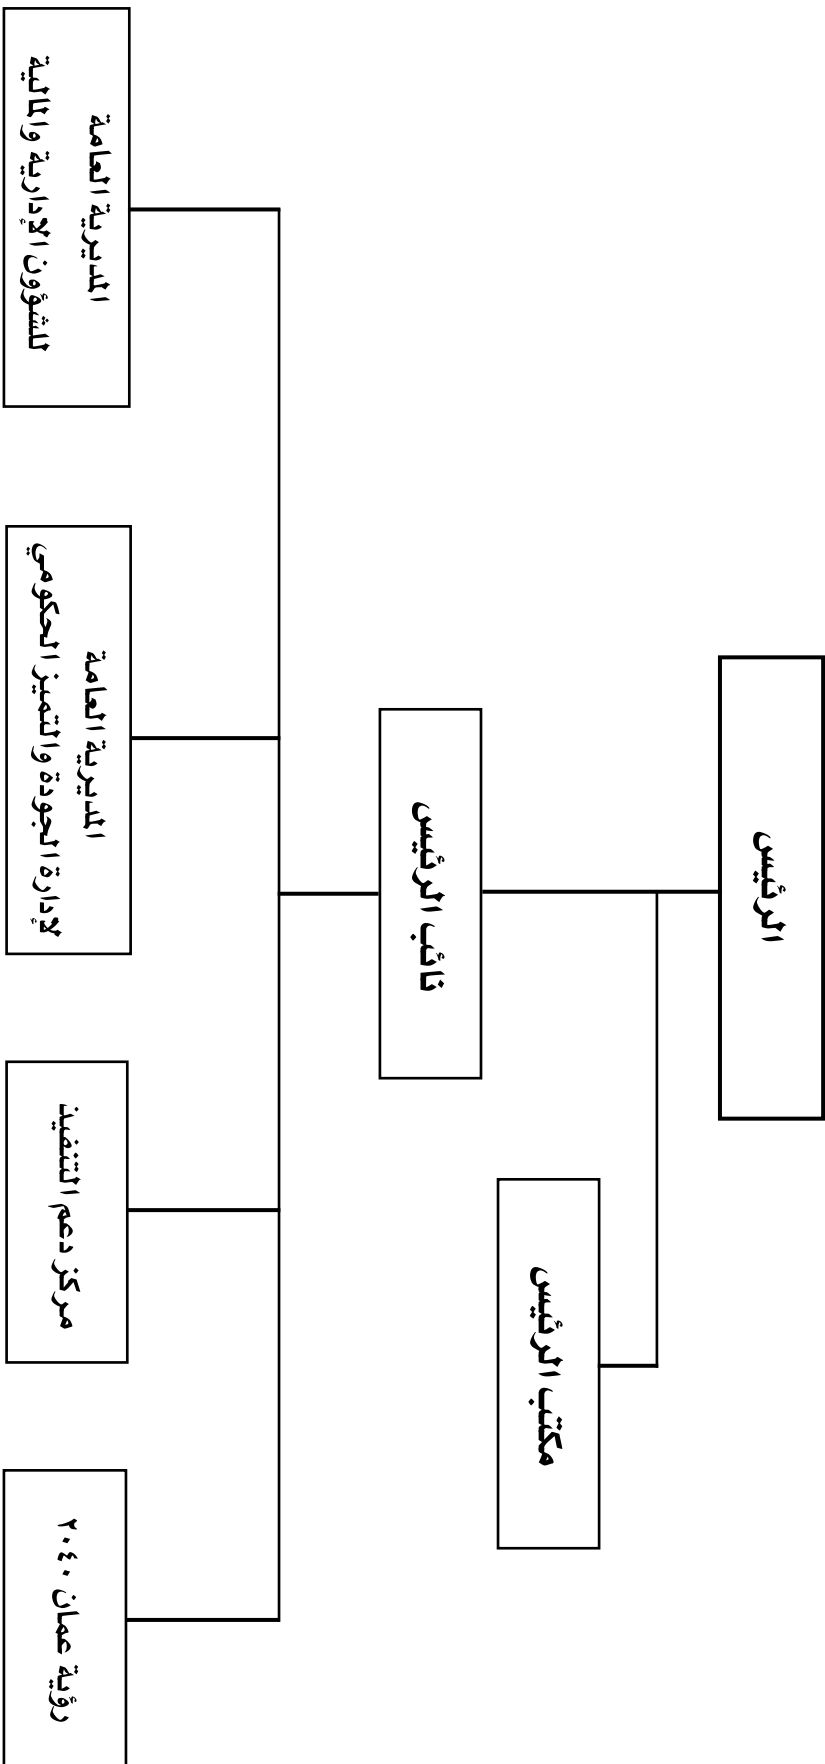 الرئيس
مكتب الرئيس
نائب الرئيس
رؤية عمان ٢٠٤٠
مركز دعم التنفيذ
المديرية العامة
لإدارة الجودة والتميز الحكومي
المديرية العامة
للشؤون الإدارية والمالية